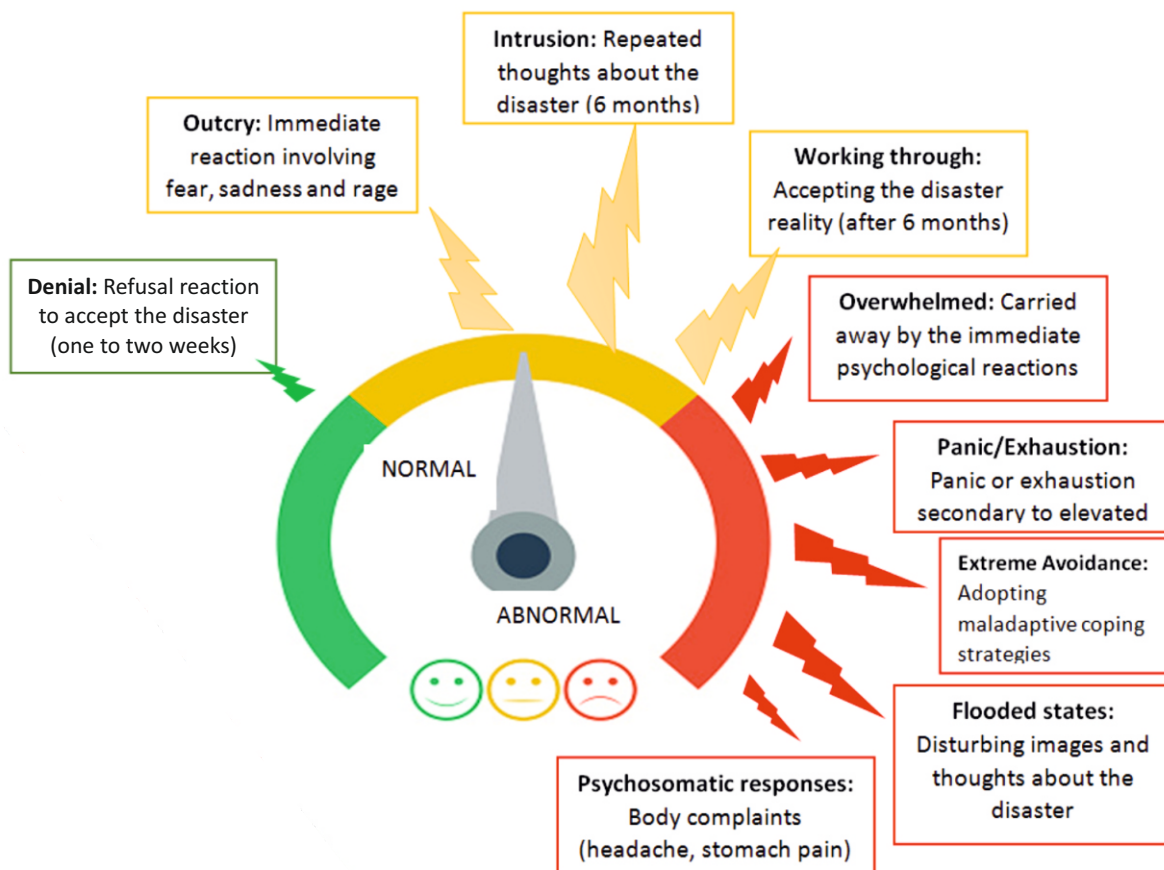 Intrusion: Repeated
thoughts about the
disaster (6 months)
Outcry: Immediate
reaction involving
fear, sadness and rage
Working through:
Accepting the disaster
reality (after 6 months)
Denial: Refusal reaction
to accept the disaster
(one to two weeks)
Overwhelmed: Carried
away by the immediate
psychological reactions
NORMAL
Panic/Exhaustion:
Panic or exhaustion
secondary to elevated
Extreme Avoidance:
Adopting
maladaptive coping
strategies
ABNORMAL
Flooded states:
Disturbing images and
thoughts about the
disaster
Psychosomatic responses:
Body complaints
(headache, stomach pain)